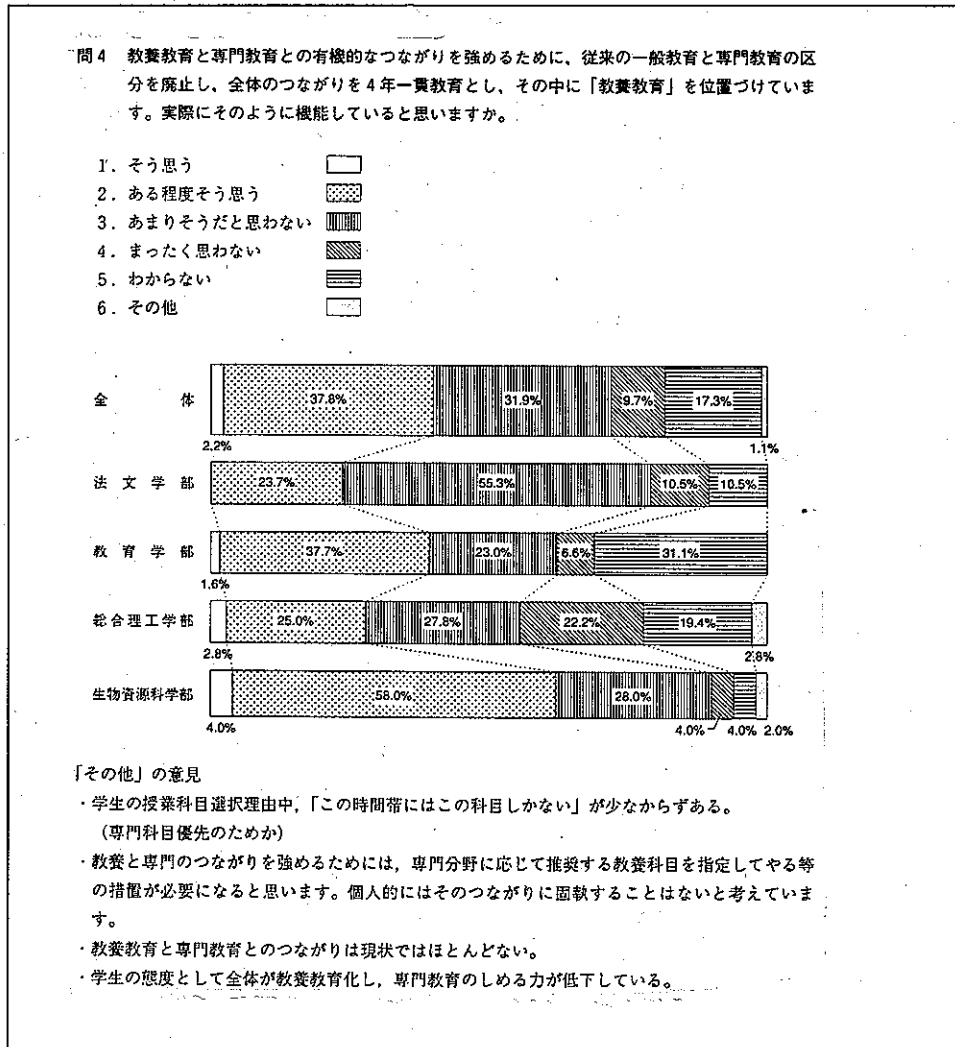 問4 教養教育と専門教育との有機的なつながりを強めるために、従来の一般教育と専門教育の区
分を廃止し、全体のつながりを4年一貫教育とし、その中に「教養教育」を位置づけていま
す。実際にそのように機能していると思いますか。
1. そう思う
2. ある程度そう思う
3. あまりそうだと思わない
4. まったく思わない
5. わからない
6. その他
全体 37.8% 31.9% 9.7% 17.3%
2.2% 1.1%
法文学部 23.7% 55.3% 10.5% 10.5%
教育学部 37.7% 23.0% 6.6% 31.1%
1.6%
総合理工学部 25.0% 27.8% 22.2% 19.4%
2.8% 2.8%
生物資源科学部 58.0% 28.0%
4.0% 4.0% 4.0% 2.0%
「その他」の意見
・学生の授業科目選択理由中,「この時間帯にはこの科目しかない」が少なからずある。
(専門科目優先のためか)
・教養と専門のつながりを強めるためには,専門分野に応じて推奨する教養科目を指定してやる等
の措置が必要になると思います。個人的にはそのつながりに固執することはないと考えていま
す。
・教養教育と専門教育とのつながりは現状ではほとんどない。
・学生の態度として全体が教養教育化し,専門教育のしめる力が低下している。